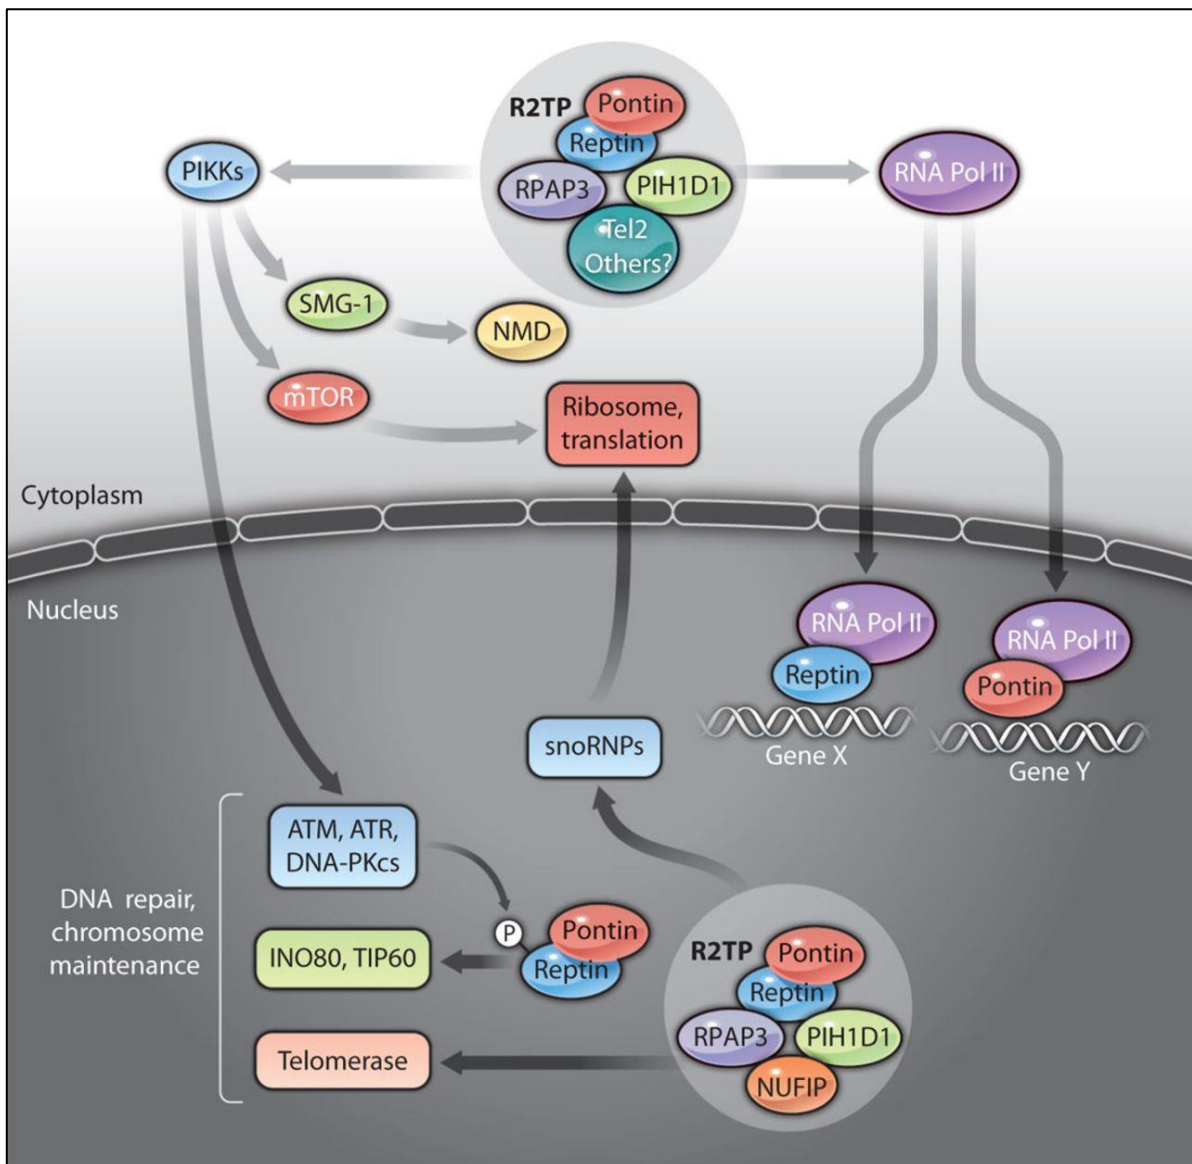 R2TP
Pontin
Reptin
RPAP3
PIH1D1
Tel2
Others?
PIKKs
RNA Pol II
SMG-1
NMD
mTOR
Ribosome,
translation
Cytoplasm
Nucleus
RNA Pol II
Reptin
Gene X
RNA Pol II
Pontin
Gene Y
snoRNPs
ATM, ATR,
DNA-PKcs
DNA repair,
chromosome
maintenance
P
Pontin
Reptin
INO80, TIP60
Telomerase
R2TP
Pontin
Reptin
RPAP3
PIH1D1
NUFIP